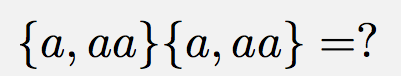 {a, aa}{a, aa} =?